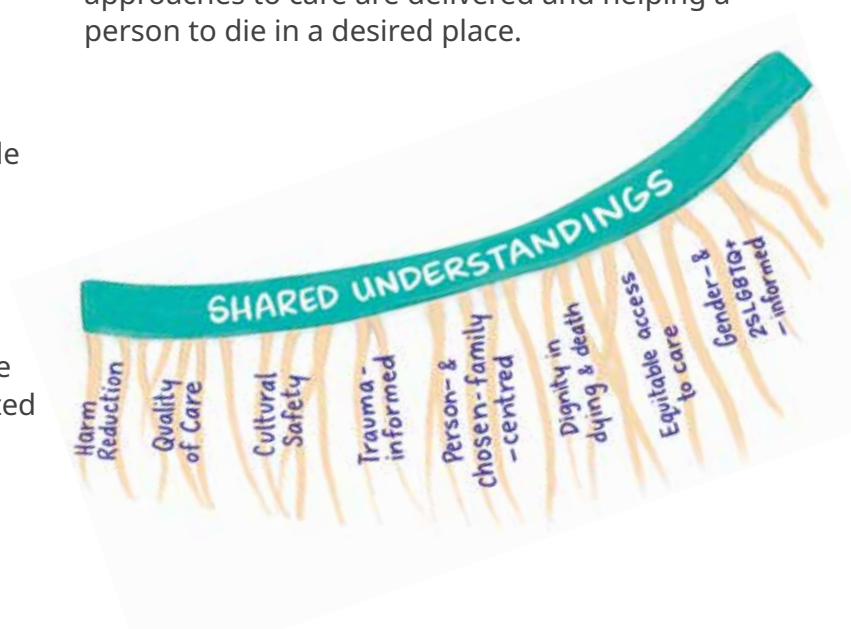 approaches to care are delivered and helping a
person to die in a desired place.
SHARED UNDERSTANDINGS
Harm
Reduction
Quality
of Care
Cultural
Safety
Trauma-
informed
Person- &
chosen-family
-centred
Dignity in
dying & death
Equitable access
to care
Gender- &
2SLGBTQ+
-informed